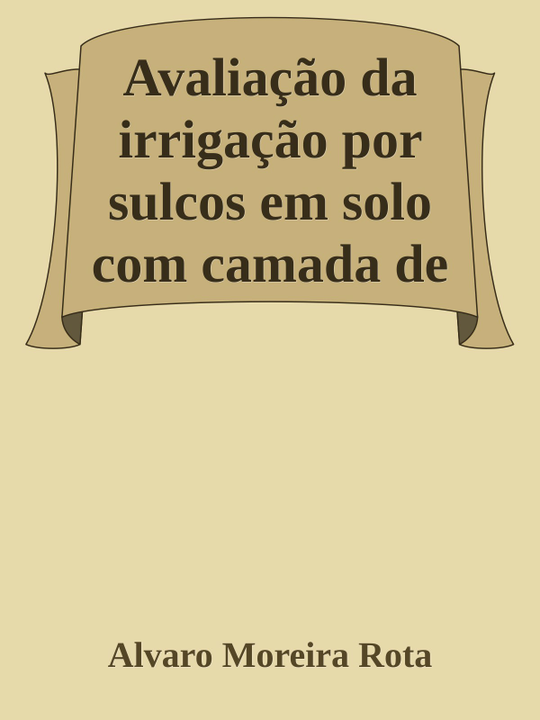 Avaliação da
irrigação por
sulcos em solo
com camada de
Alvaro Moreira Rota